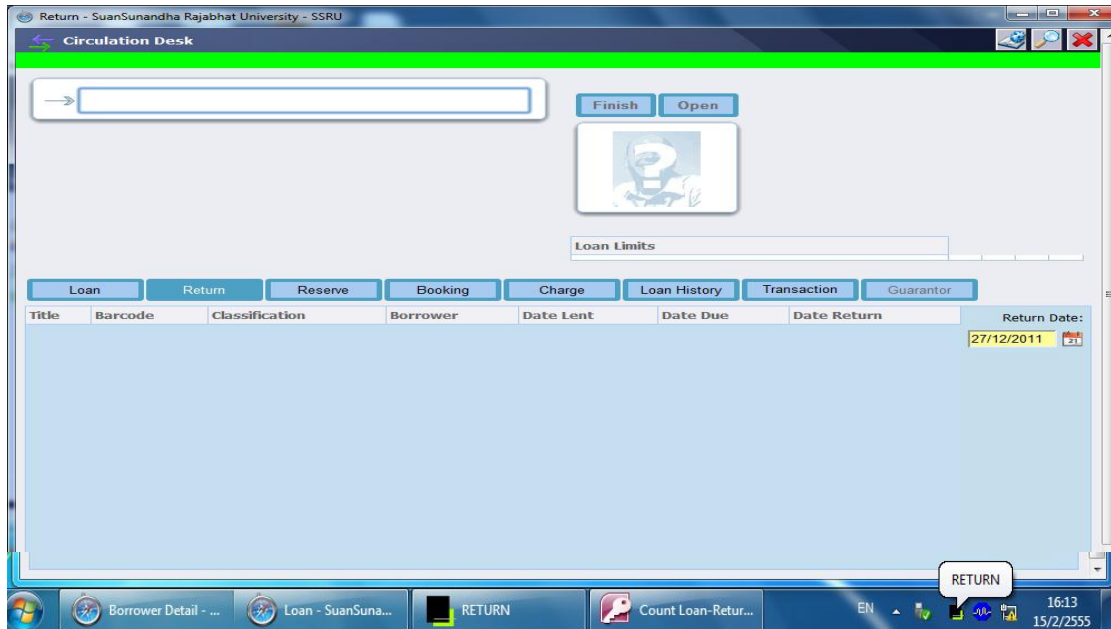 Return - SuanSunandha Rajabhat University - SSRU
Circulation Desk
Finish Open
Loan Limits
Loan Return Reserve Booking Charge Loan History Transaction Guarantor
Title Barcode Classification Borrower Date Lent Date Due Date Return Return Date:
27/12/2011 21
RETURN
Borrower Detail - ... Loan - SuanSuna... RETURN Count Loan-Retur... EN 16:13
15/2/2555